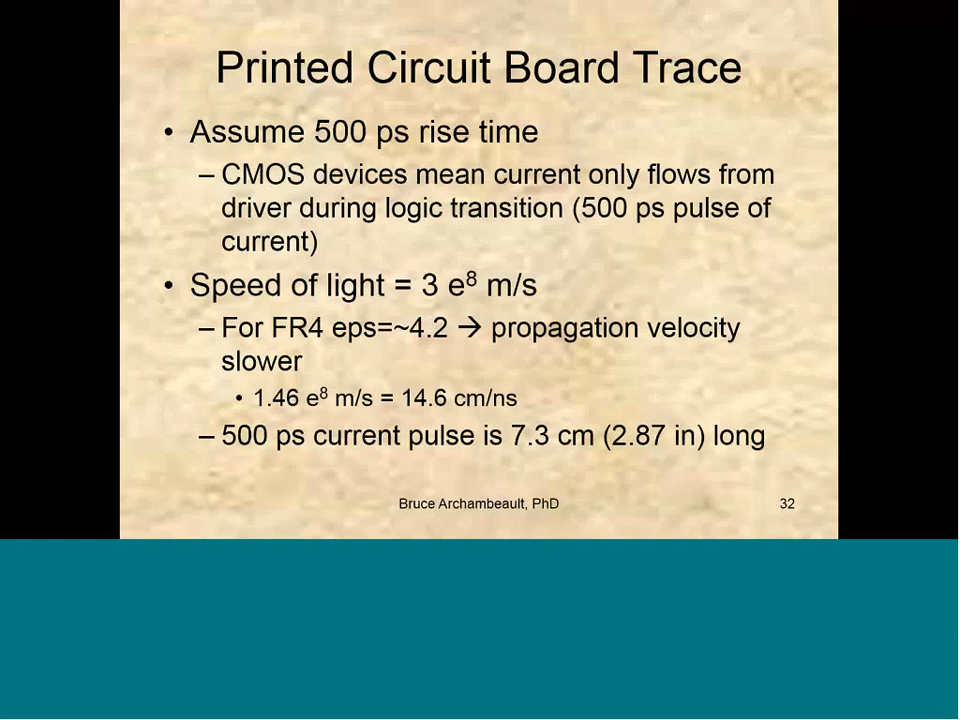 Printed Circuit Board Trace
• Assume 500 ps rise time
– CMOS devices mean current only flows from
driver during logic transition (500 ps pulse of
current)
• Speed of light = 3 e⁸ m/s
– For FR4 eps=~4.2 → propagation velocity
slower
• 1.46 e⁸ m/s = 14.6 cm/ns
– 500 ps current pulse is 7.3 cm (2.87 in) long
Bruce Archambeault, PhD 32